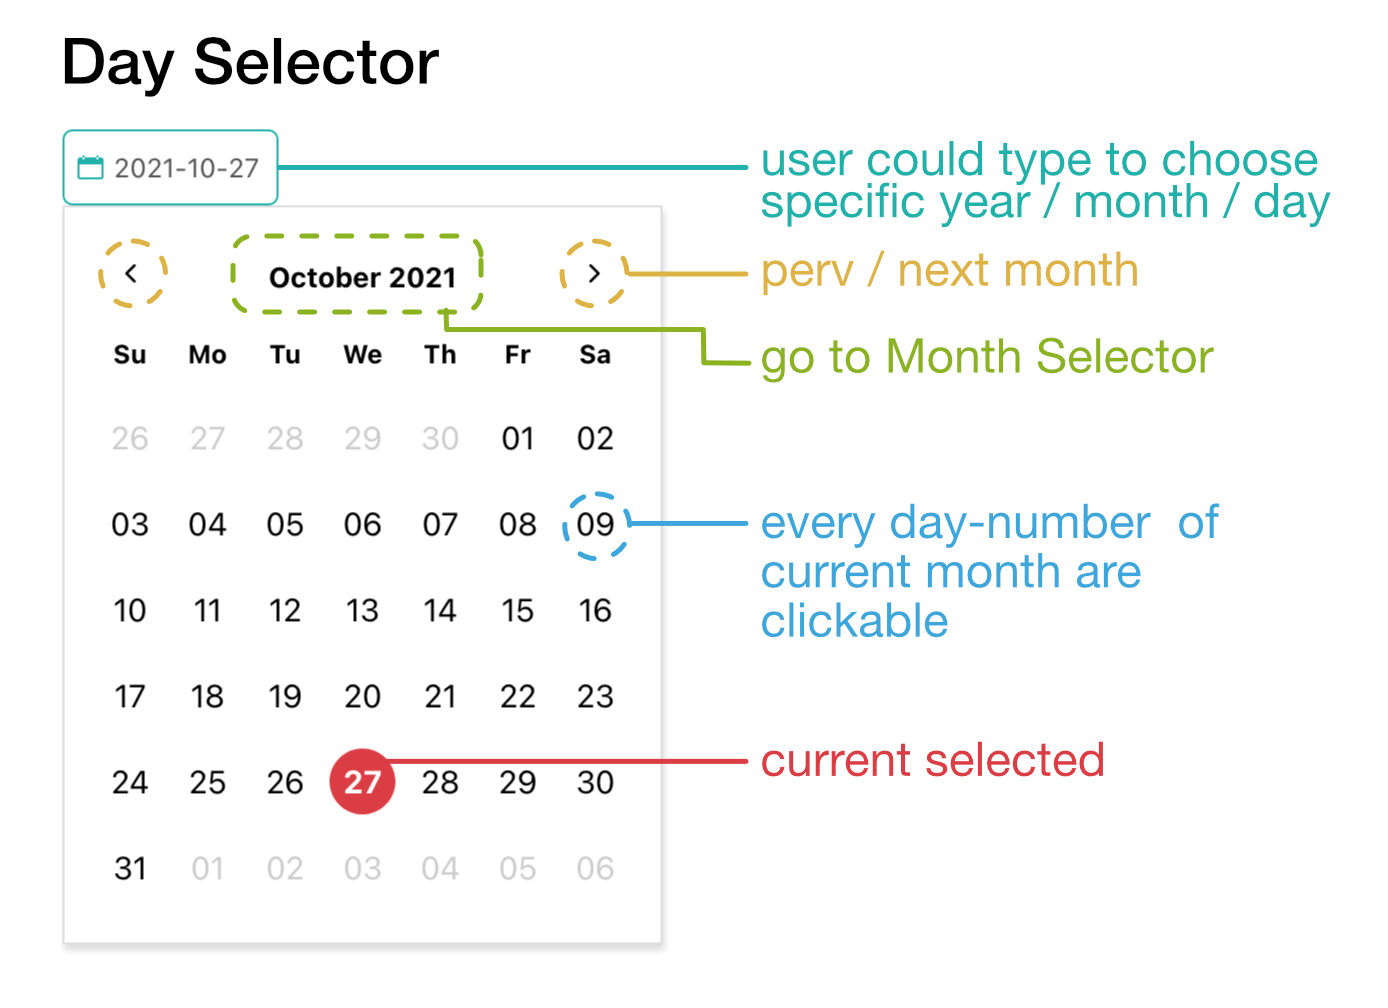 Day Selector
2021-10-27
user could type to choose
specific year / month / day
October 2021
perv / next month
go to Month Selector
Su Mo Tu We Th Fr Sa
26 27 28 29 30 01 02
03 04 05 06 07 08 09
every day-number of
current month are
clickable
10 11 12 13 14 15 16
17 18 19 20 21 22 23
current selected
24 25 26 27 28 29 30
31 01 02 03 04 05 06